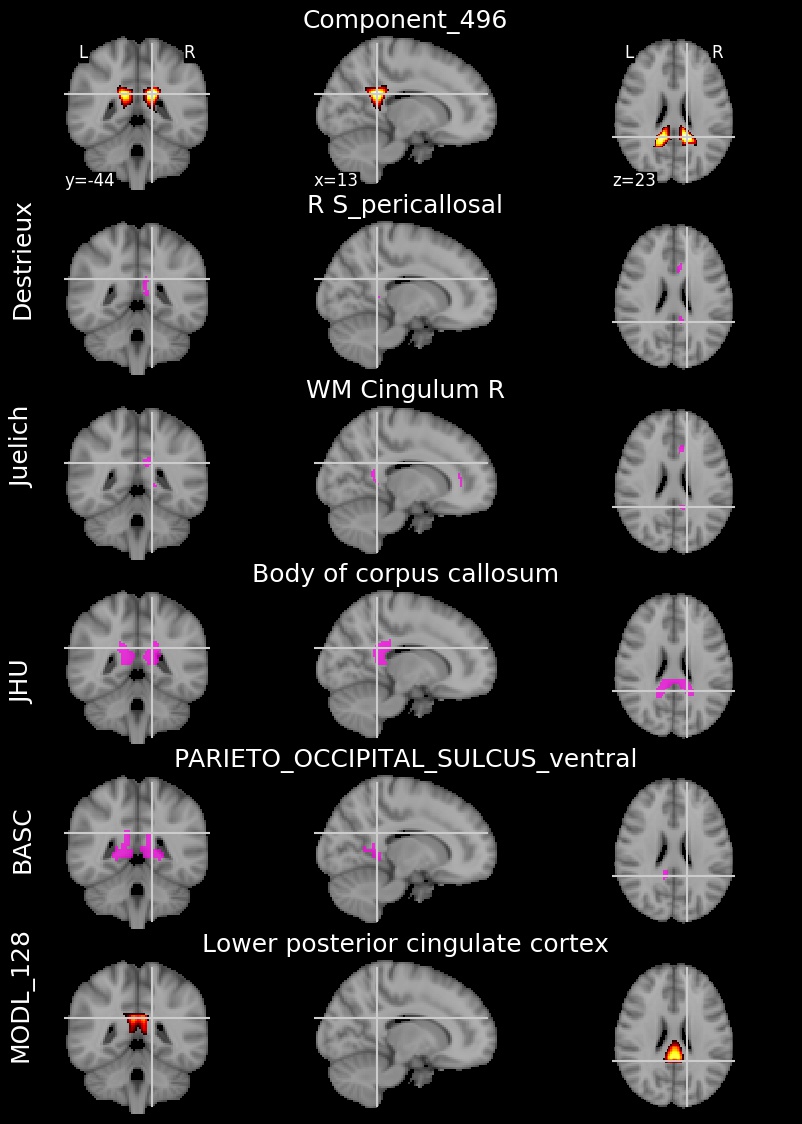 Component_496
L R
L R
y=-44
x=13
z=23
Destrieux
R S_pericallosal
Juelich
WM Cingulum R
JHU
Body of corpus callosum
BASC
PARIETO_OCCIPITAL_SULCUS_ventral
MODL_128
Lower posterior cingulate cortex